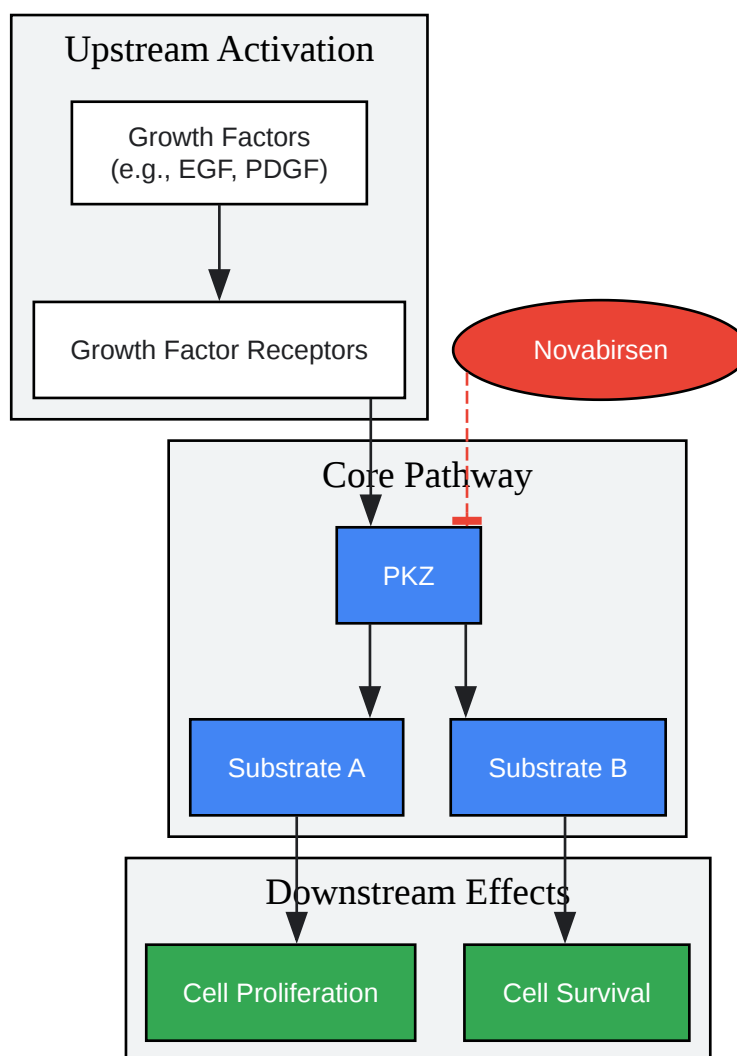 Upstream Activation
Growth Factors
(e.g., EGF, PDGF)
Growth Factor Receptors
Novabirsen
Core Pathway
PKZ
Substrate A
Substrate B
Downstream Effects
Cell Proliferation
Cell Survival